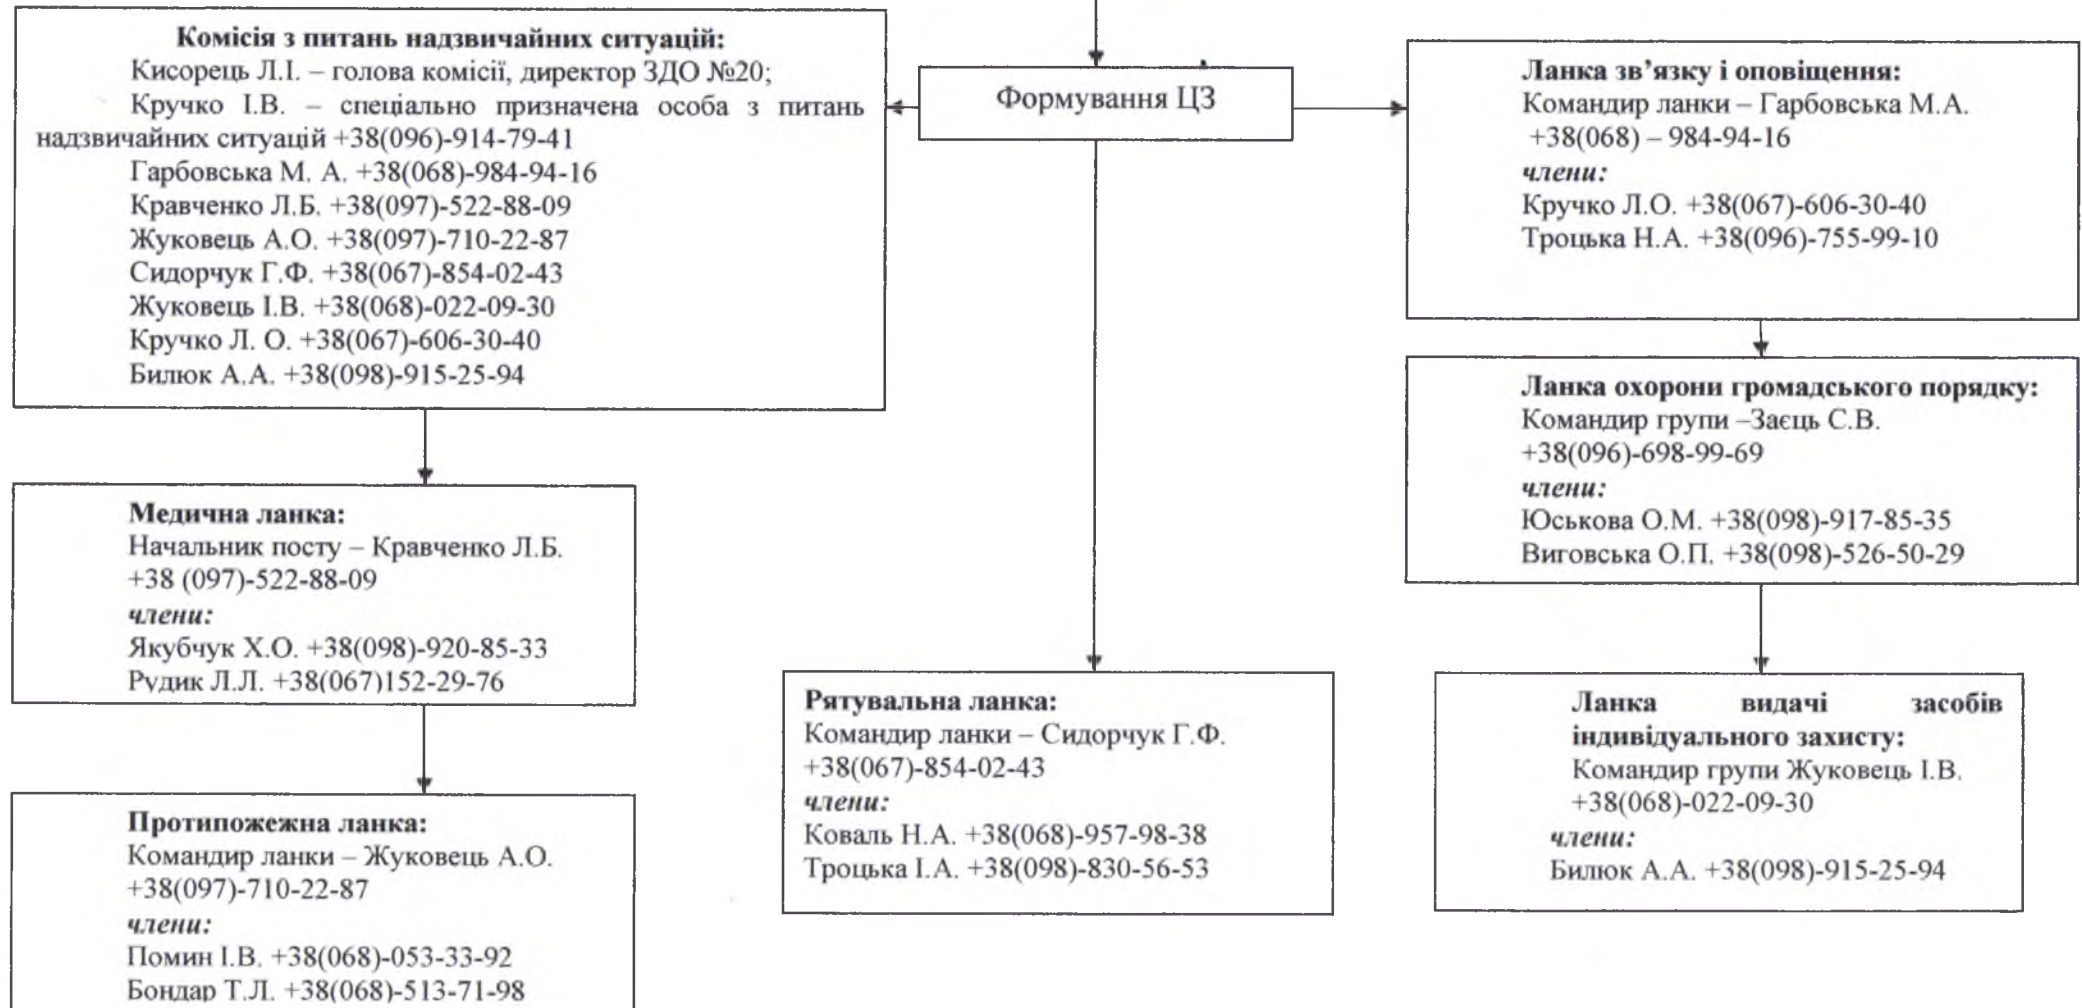 Комісія з питань надзвичайних ситуацій:
Кисорець Л.І. – голова комісії, директор ЗДО №20;
Кручко І.В. – спеціально призначена особа з питань
надзвичайних ситуацій +38(096)-914-79-41
Гарбовська М. А. +38(068)-984-94-16
Кравченко Л.Б. +38(097)-522-88-09
Жуковець А.О. +38(097)-710-22-87
Сидорчук Г.Ф. +38(067)-854-02-43
Жуковець І.В. +38(068)-022-09-30
Кручко Л. О. +38(067)-606-30-40
Билюк А.А. +38(098)-915-25-94
Формування ЦЗ
Ланка зв’язку і оповіщення:
Командир ланки – Гарбовська М.А.
+38(068) – 984-94-16
члени:
Кручко Л.О. +38(067)-606-30-40
Троцька Н.А. +38(096)-755-99-10
Ланка охорони громадського порядку:
Командир групи –Заєць С.В.
+38(096)-698-99-69
члени:
Юськова О.М. +38(098)-917-85-35
Виговська О.П. +38(098)-526-50-29
Медична ланка:
Начальник посту – Кравченко Л.Б.
+38 (097)-522-88-09
члени:
Якубчук Х.О. +38(098)-920-85-33
Рудик Л.Л. +38(067)152-29-76
Рятувальна ланка:
Командир ланки – Сидорчук Г.Ф.
+38(067)-854-02-43
члени:
Коваль Н.А. +38(068)-957-98-38
Троцька І.А. +38(098)-830-56-53
Ланка видачі засобів
індивідуального захисту:
Командир групи Жуковець І.В.
+38(068)-022-09-30
члени:
Билюк А.А. +38(098)-915-25-94
Протипожежна ланка:
Командир ланки – Жуковець А.О.
+38(097)-710-22-87
члени:
Помин І.В. +38(068)-053-33-92
Бондар Т.Л. +38(068)-513-71-98